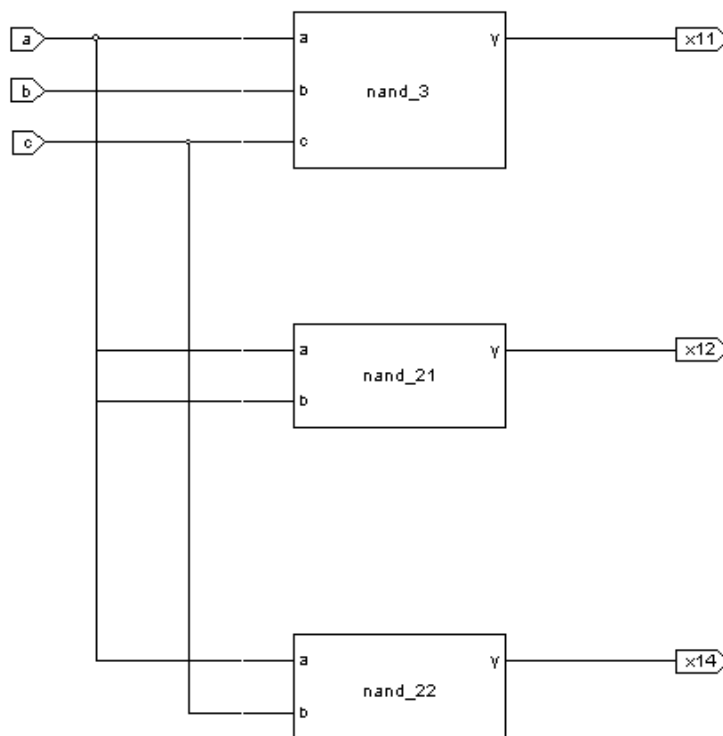 a a y x11
b b nand_3
c c
a y x12
nand_21
b
a y x14
nand_22
b